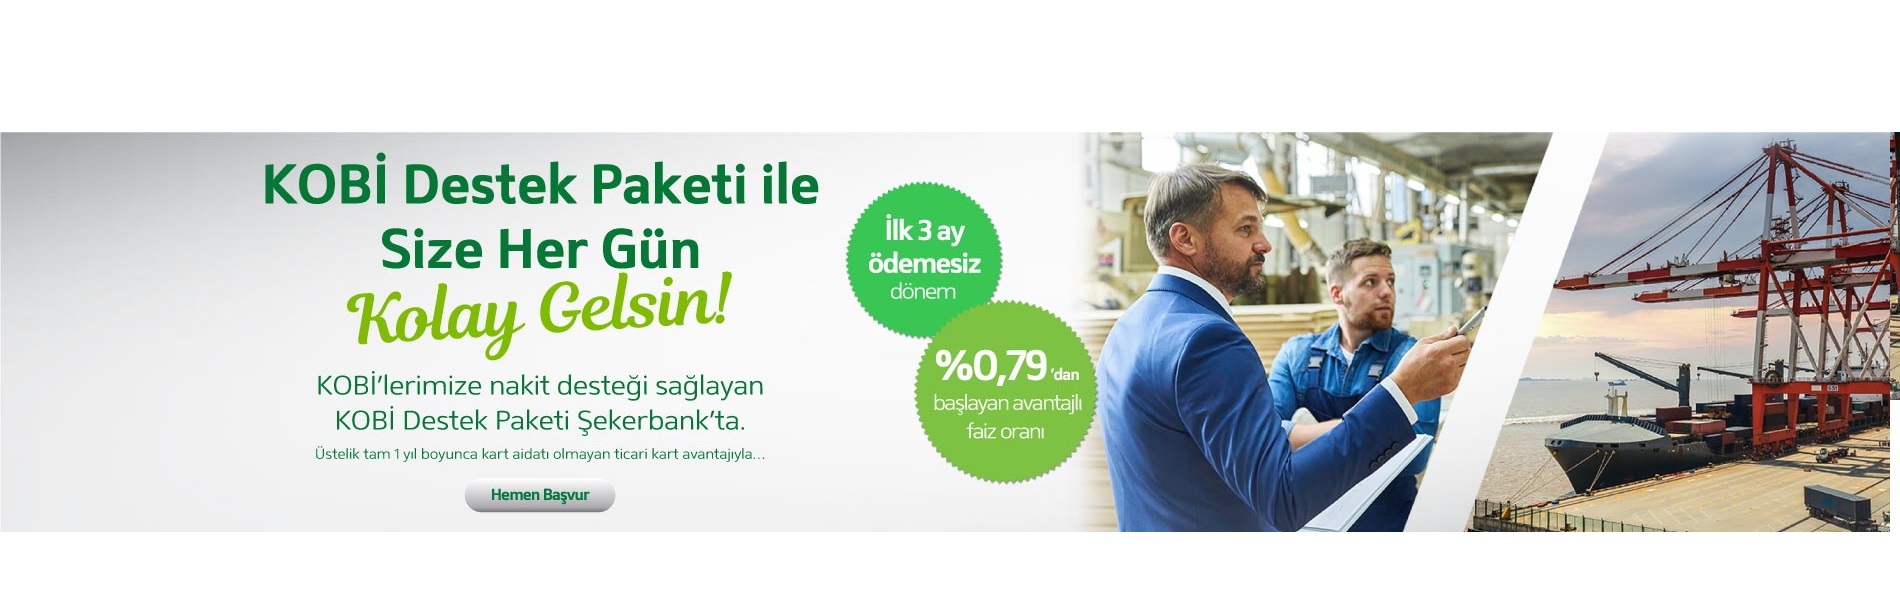 KOBİ Destek Paketi ile
Size Her Gün
Kolay Gelsin!
KOBİ'lerimize nakit desteği sağlayan
KOBİ Destek Paketi Şekerbank'ta.
Üstelik tam 1 yıl boyunca kart aidatı olmayan ticari kart avantajıyla...
Hemen Başvur
İlk 3 ay
ödemesiz
dönem
%0,79'dan
başlayan avantajlı
faiz oranı